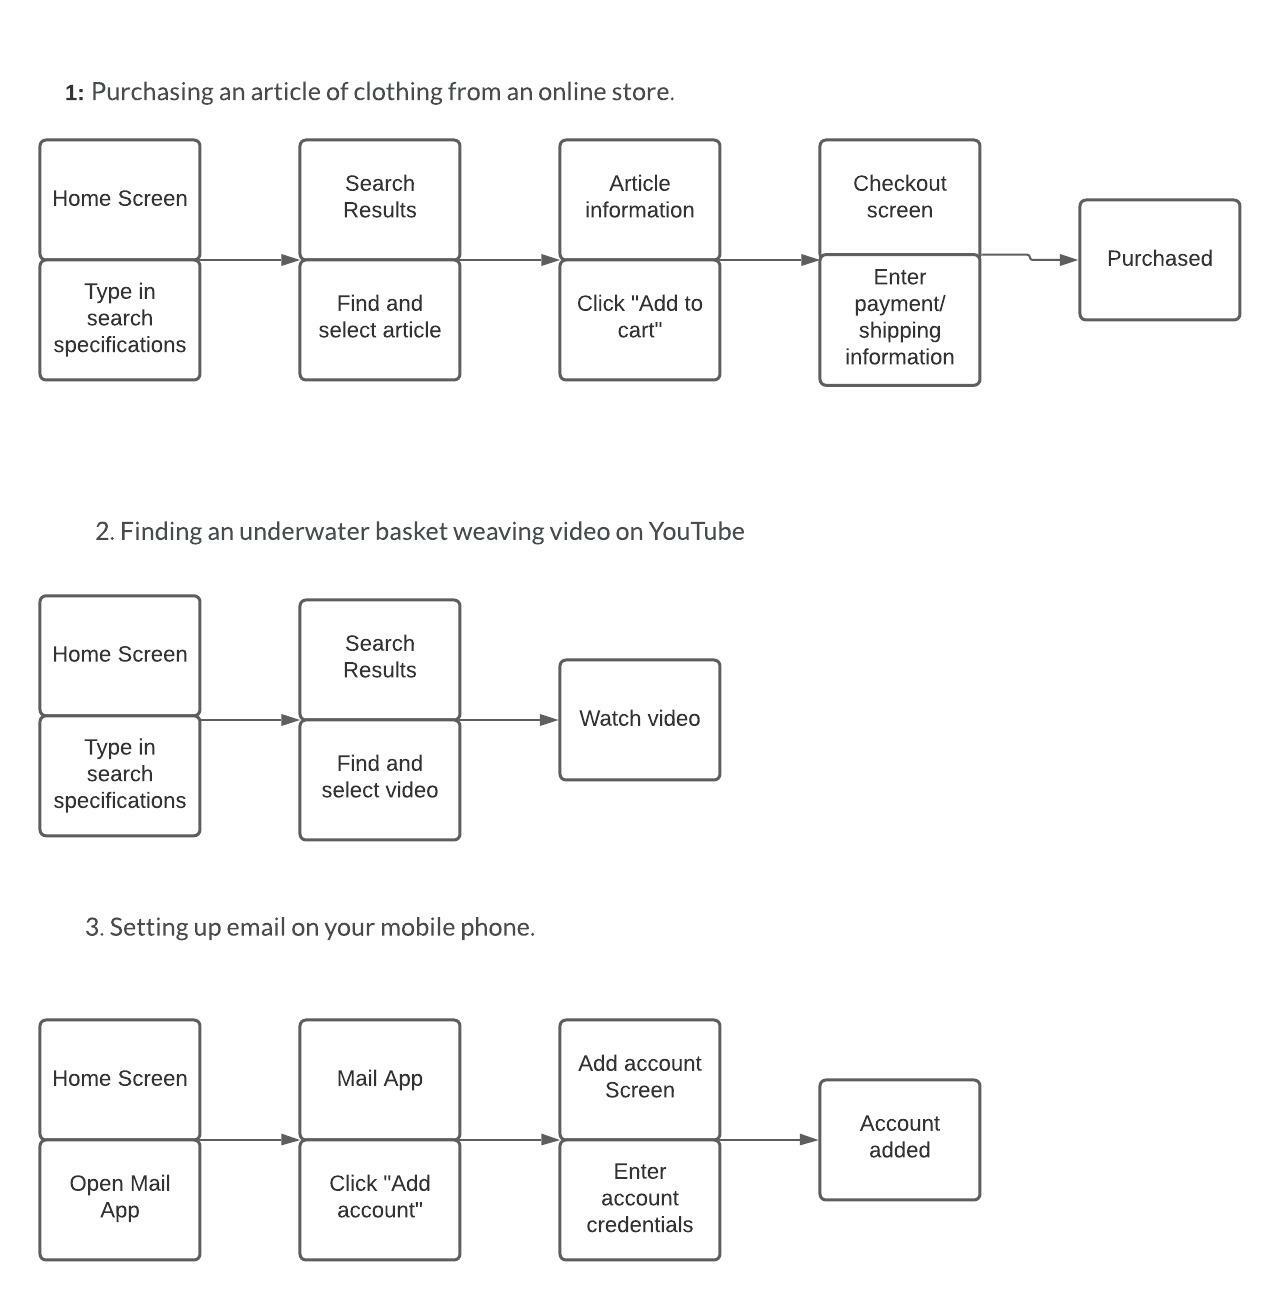 1: Purchasing an article of clothing from an online store.
Home Screen
Type in
search
specifications
Search
Results
Find and
select article
Article
information
Click "Add to
cart"
Checkout
screen
Enter
payment/
shipping
information
Purchased
2. Finding an underwater basket weaving video on YouTube
Home Screen
Type in
search
specifications
Search
Results
Find and
select video
Watch video
3. Setting up email on your mobile phone.
Home Screen
Open Mail
App
Mail App
Click "Add
account"
Add account
Screen
Enter
account
credentials
Account
added